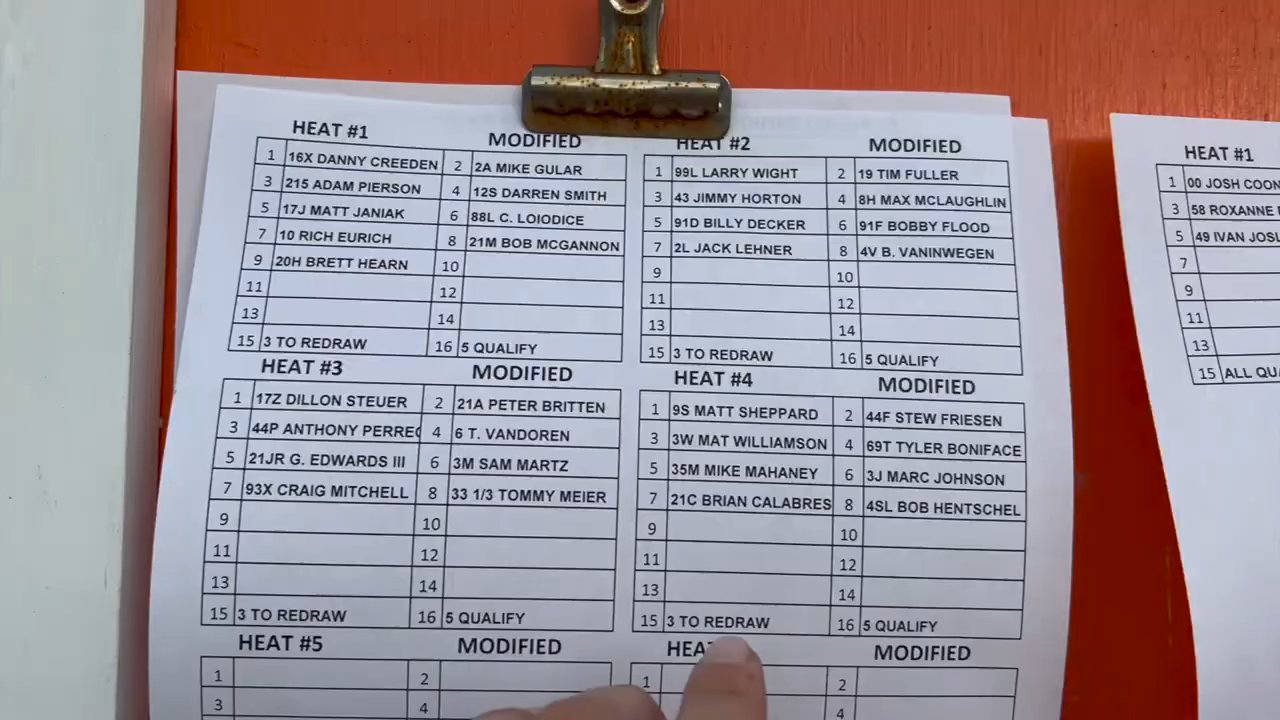 HEAT #1 MODIFIED
1 16X DANNY CREEDEN 2 2A MIKE GULAR
3 215 ADAM PIERSON 4 12S DARREN SMITH
5 17J MATT JANIAK 6 88L C. LOIODICE
7 10 RICH EURICH 8 21M BOB MCGANNON
9 20H BRETT HEARN 10
11 12
13 14
15 3 TO REDRAW 16 5 QUALIFY
HEAT #2 MODIFIED
1 99L LARRY WIGHT 2 19 TIM FULLER
3 43 JIMMY HORTON 4 8H MAX MCLAUGHLIN
5 91D BILLY DECKER 6 91F BOBBY FLOOD
7 2L JACK LEHNER 8 4V B. VANINWEGEN
9 10
11 12
13 14
15 3 TO REDRAW 16 5 QUALIFY
HEAT #3 MODIFIED
1 17Z DILLON STEUER 2 21A PETER BRITTEN
3 44P ANTHONY PERREC 4 6 T. VANDOREN
5 21JR G. EDWARDS III 6 3M SAM MARTZ
7 93X CRAIG MITCHELL 8 33 1/3 TOMMY MEIER
9 10
11 12
13 14
15 3 TO REDRAW 16 5 QUALIFY
HEAT #4 MODIFIED
1 9S MATT SHEPPARD 2 44F STEW FRIESEN
3 3W MAT WILLIAMSON 4 69T TYLER BONIFACE
5 35M MIKE MAHANEY 6 3J MARC JOHNSON
7 21C BRIAN CALABRES 8 4SL BOB HENTSCHEL
9 10
11 12
13 14
15 3 TO REDRAW 16 5 QUALIFY
HEAT #5 MODIFIED
1 2
3 4
HEA MODIFIED
1 2
4
HEAT #1
1 00 JOSH COON
3 58 ROXANNE
5 49 IVAN JOSL
7
9
11
13
15 ALL QUA